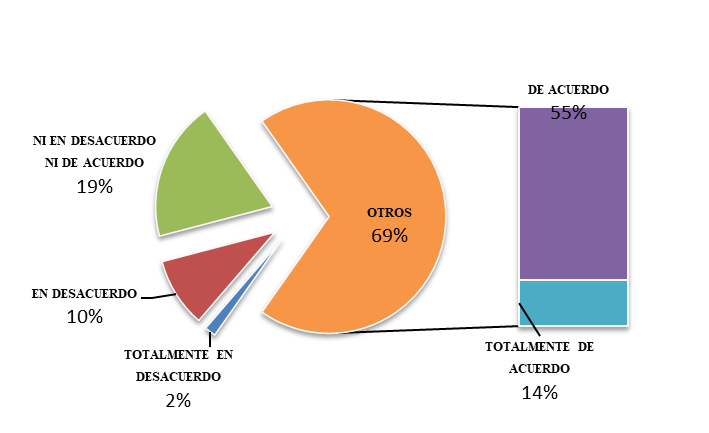 DE ACUERDO
55%
NI EN DESACUERDO
NI DE ACUERDO
19%
OTROS
69%
EN DESACUERDO
10%
TOTALMENTE EN
DESACUERDO
2%
TOTALMENTE DE
ACUERDO
14%